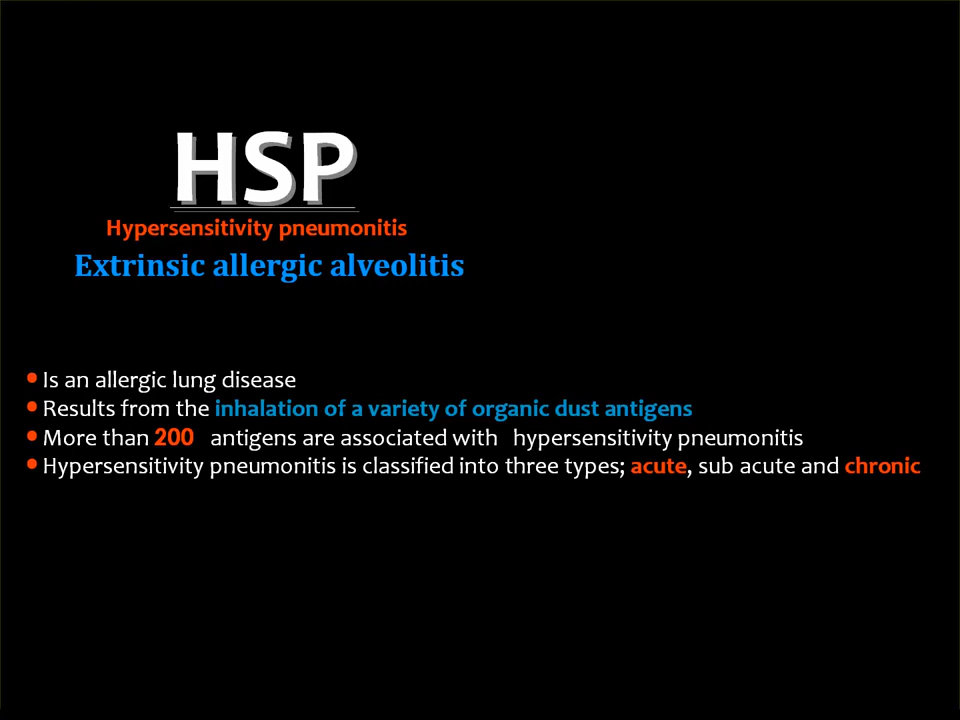 HSP
Hypersensitivity pneumonitis
Extrinsic allergic alveolitis
• Is an allergic lung disease
• Results from the inhalation of a variety of organic dust antigens
• More than 200 antigens are associated with hypersensitivity pneumonitis
• Hypersensitivity pneumonitis is classified into three types; acute, sub acute and chronic